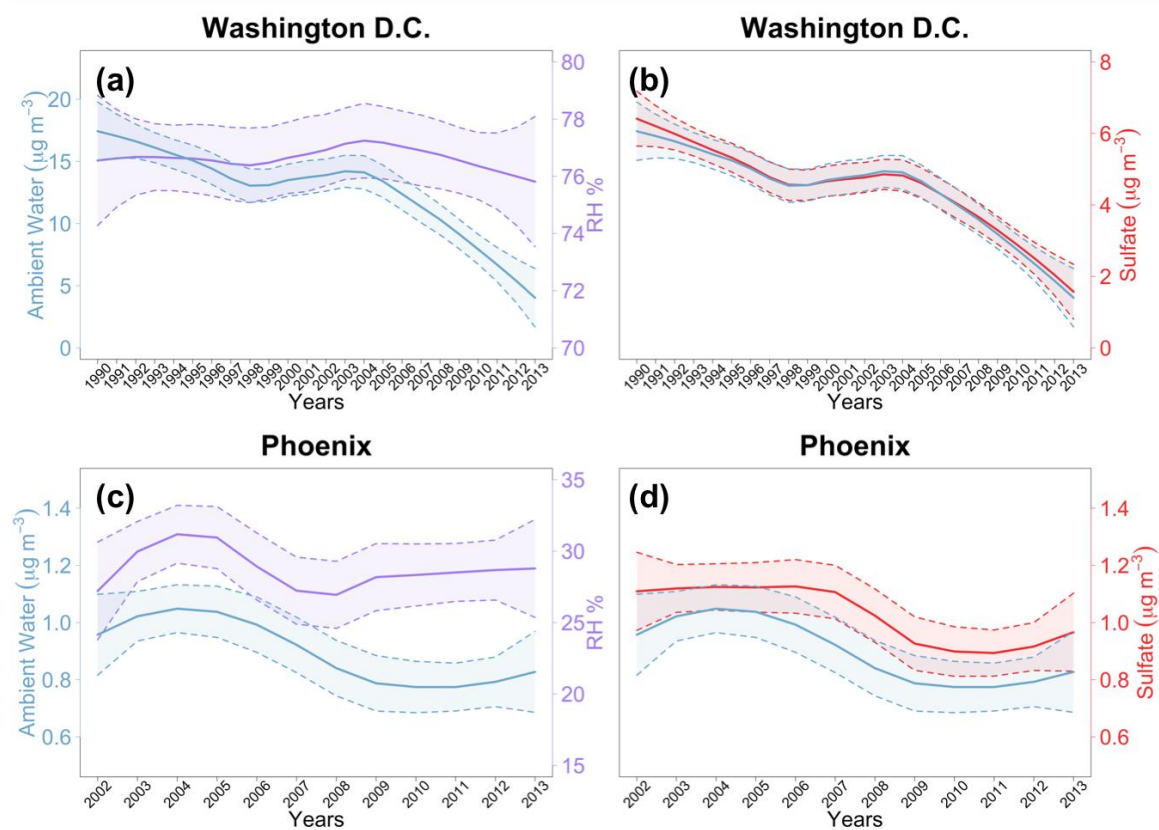 Washington D.C.
(a)
Ambient Water (μg m⁻³)
20
15
10
5
0
80
78
76
74
72
70
RH %
1990 1991 1992 1993 1994 1995 1996 1997 1998 1999 2000 2001 2002 2003 2004 2005 2006 2007 2008 2009 2010 2011 2012 2013
Years
Washington D.C.
(b)
8
6
4
2
0
Sulfate (μg m⁻³)
1990 1991 1992 1993 1994 1995 1996 1997 1998 1999 2000 2001 2002 2003 2004 2005 2006 2007 2008 2009 2010 2011 2012 2013
Years
Phoenix
(c)
Ambient Water (μg m⁻³)
1.4
1.2
1.0
0.8
0.6
35
30
25
20
15
RH %
2002 2003 2004 2005 2006 2007 2008 2009 2010 2011 2012 2013
Years
Phoenix
(d)
1.4
1.2
1.0
0.8
0.6
Sulfate (μg m⁻³)
2002 2003 2004 2005 2006 2007 2008 2009 2010 2011 2012 2013
Years